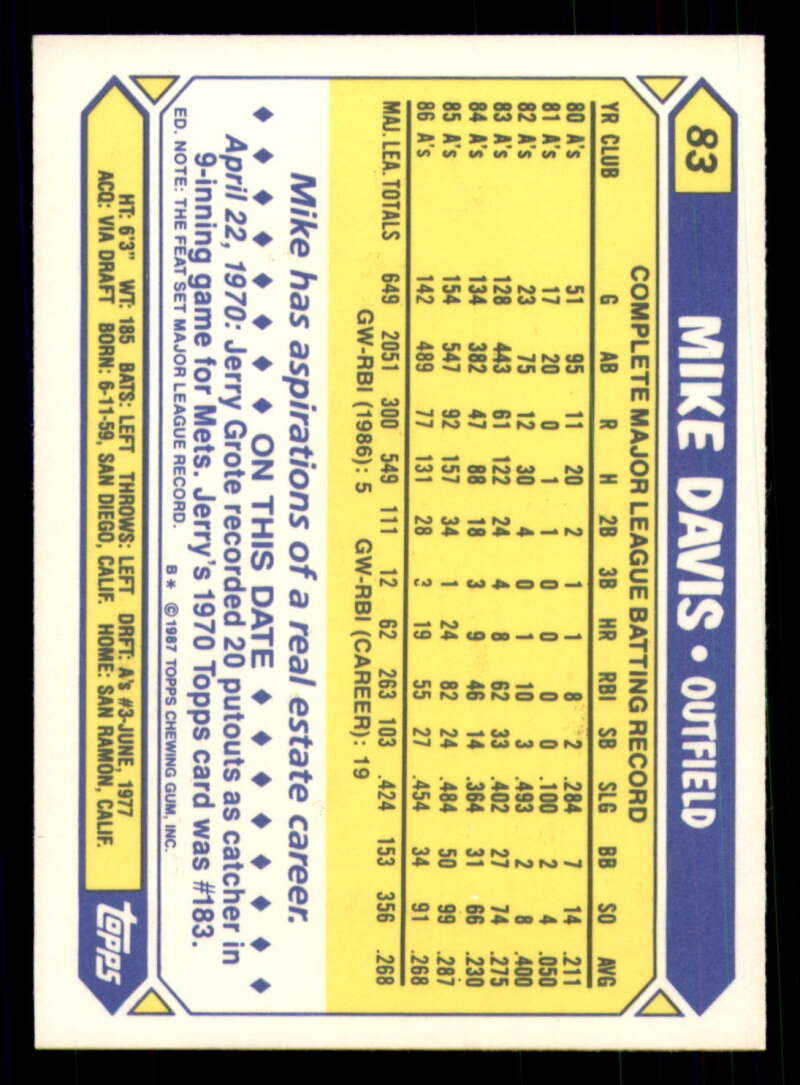 83 MIKE DAVIS • OUTFIELD
COMPLETE MAJOR LEAGUE BATTING RECORD
YR CLUB G AB R H 2B 3B HR RBI SB SLG BB SO AVG
80 A's 51 95 11 20 2 1 1 8 2 .284 7 14 .211
81 A's 17 20 0 1 1 0 0 0 0 .100 2 4 .050
82 A's 23 75 12 30 4 0 1 10 3 .493 2 8 .400
83 A's 128 443 61 122 24 4 8 62 33 .402 27 74 .275
84 A's 134 382 47 88 18 3 9 46 14 .364 31 66 .230
85 A's 154 547 92 157 34 1 24 82 24 .484 50 99 .287
86 A's 142 489 77 131 28 3 19 55 27 .454 34 91 .268
MAJ. LEA. TOTALS 649 2051 300 549 111 12 62 263 103 .424 153 356 .268
GW-RBI (1986): 5 GW-RBI (CAREER): 19
Mike has aspirations of a real estate career.
♦ ♦ ♦ ♦ ♦ ♦ ♦ ♦ ON THIS DATE ♦ ♦ ♦ ♦ ♦ ♦ ♦ ♦
April 22, 1970: Jerry Grote recorded 20 putouts as catcher in
9-inning game for Mets. Jerry's 1970 Topps card was #183.
ED. NOTE: THE FEAT SET MAJOR LEAGUE RECORD. B* ©1987 TOPPS CHEWING GUM, INC.
HT: 6'3" WT: 185 BATS: LEFT THROWS: LEFT DRFT: A's #3-JUNE, 1977
ACQ: VIA DRAFT BORN: 6-11-59, SAN DIEGO, CALIF. HOME: SAN RAMON, CALIF.
topps